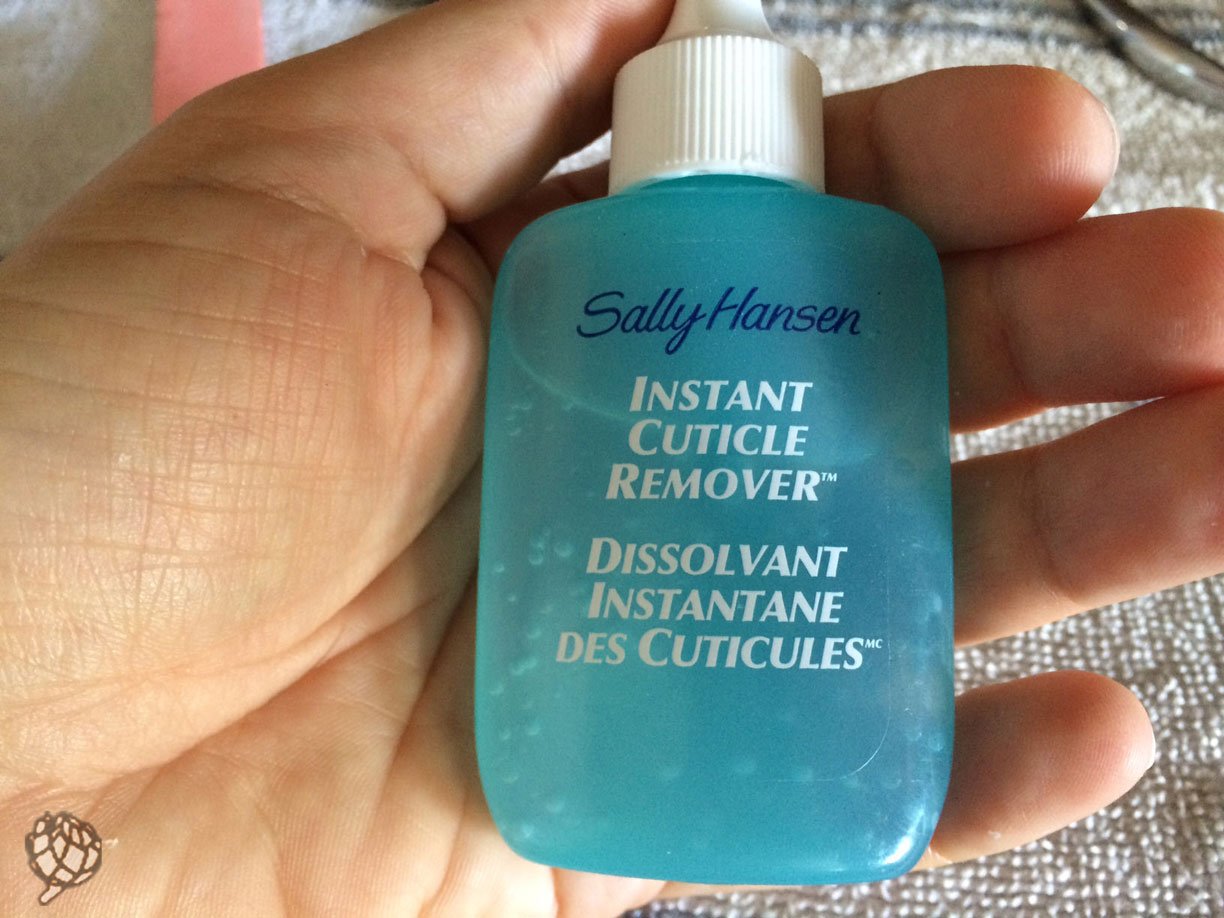 Sally Hansen
INSTANT
CUTICLE
REMOVER™
DISSOLVANT
INSTANTANE
DES CUTICULES MC